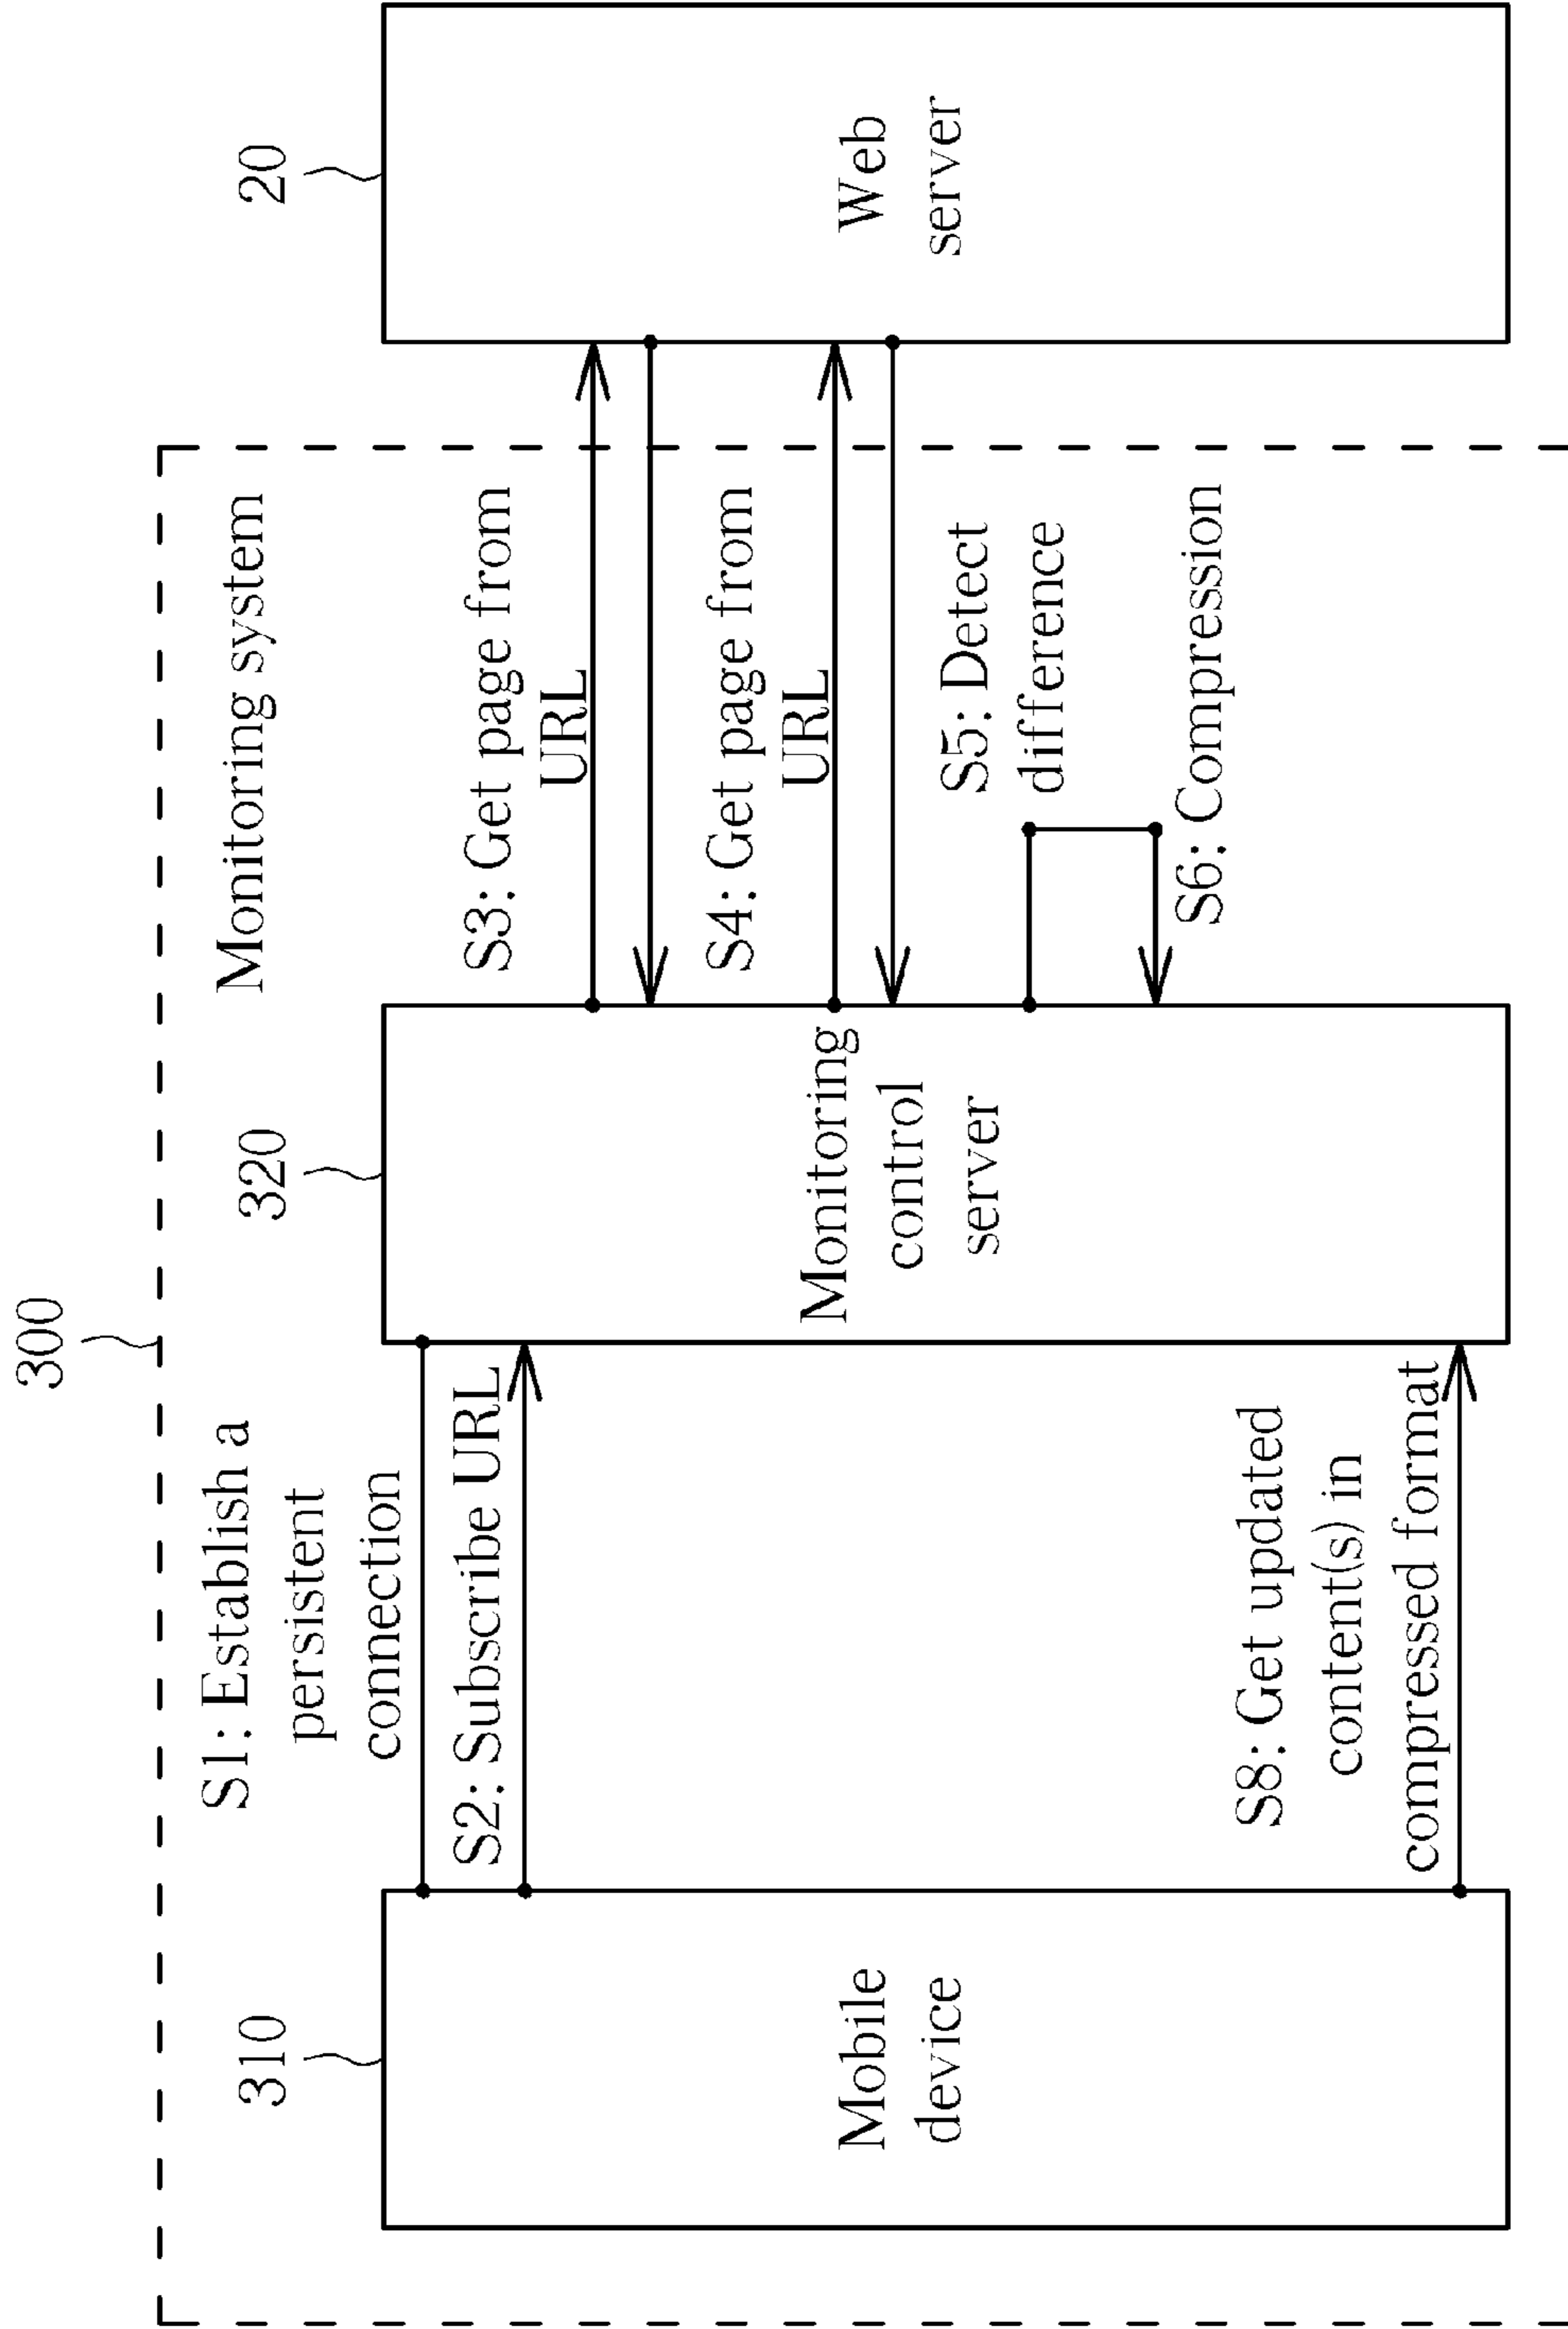 300
Monitoring system
310
320
20
S1: Establish a
persistent
connection
S2: Subscribe URL
S3: Get page from
URL
S4: Get page from
URL
Mobile
device
Monitoring
control
server
Web
server
S5: Detect
difference
S6: Compression
S8: Get updated
content(s) in
compressed format